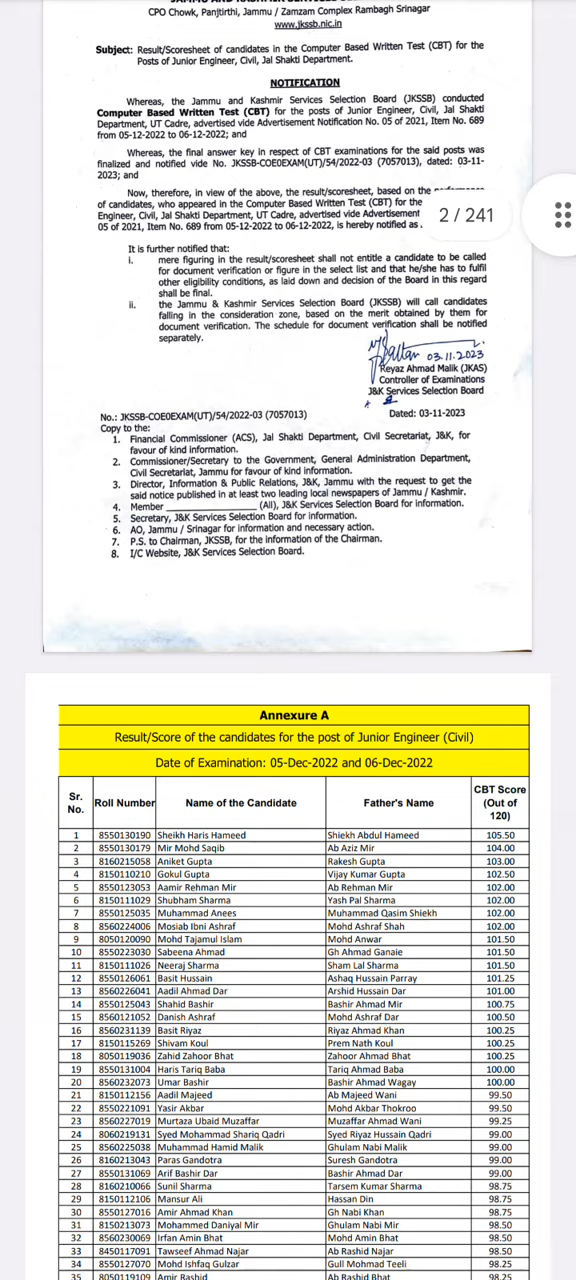 CPO Chowk, Panjtirthi, Jammu / Zamzam Complex Rambagh Srinagar
www.jkssb.nic.in
Subject: Result/Scoresheet of candidates in the Computer Based Written Test (CBT) for the
Posts of Junior Engineer, Civil, Jal Shakti Department.
NOTIFICATION
Whereas, the Jammu and Kashmir Services Selection Board (JKSSB) conducted
Computer Based Written Test (CBT) for the posts of Junior Engineer, Civil, Jal Shakti
Department, UT Cadre, advertised vide Advertisement Notification No. 05 of 2021, Item No. 689
from 05-12-2022 to 06-12-2022; and
Whereas, the final answer key in respect of CBT examinations for the said posts was
finalized and notified vide No. JKSSB-COE0EXAM(UT)/54/2022-03 (7057013), dated: 03-11-
2023; and
Now, therefore, in view of the above, the result/scoresheet, based on the
of candidates, who appeared in the Computer Based Written Test (CBT) for the
Engineer, Civil, Jal Shakti Department, UT Cadre, advertised vide Advertisement
05 of 2021, Item No. 689 from 05-12-2022 to 06-12-2022, is hereby notified as
2 / 241
It is further notified that:
i. mere figuring in the result/scoresheet shall not entitle a candidate to be called
for document verification or figure in the select list and that he/she has to fulfil
other eligibility conditions, as laid down and decision of the Board in this regard
shall be final.
ii. the Jammu & Kashmir Services Selection Board (JKSSB) will call candidates
falling in the consideration zone, based on the merit obtained by them for
document verification. The schedule for document verification shall be notified
separately.
03.11.2023
Reyaz Ahmad Malik (JKAS)
Controller of Examinations
J&K Services Selection Board
No.: JKSSB-COE0EXAM(UT)/54/2022-03 (7057013) Dated: 03-11-2023
Copy to the:
1. Financial Commissioner (ACS), Jal Shakti Department, Civil Secretariat, J&K, for
favour of kind information.
2. Commissioner/Secretary to the Government, General Administration Department,
Civil Secretariat, Jammu for favour of kind information.
3. Director, Information & Public Relations, J&K, Jammu with the request to get the
said notice published in at least two leading local newspapers of Jammu / Kashmir.
4. Member ________________ (All), J&K Services Selection Board for information.
5. Secretary, J&K Services Selection Board for information.
6. AO, Jammu / Srinagar for information and necessary action.
7. P.S. to Chairman, JKSSB, for the information of the Chairman.
8. I/C Website, J&K Services Selection Board.
Annexure A
Result/Score of the candidates for the post of Junior Engineer (Civil)
Date of Examination: 05-Dec-2022 and 06-Dec-2022
Sr. No. Roll Number Name of the Candidate Father's Name CBT Score (Out of 120)
1 8550130190 Sheikh Haris Hameed Shiekh Abdul Hameed 105.50
2 8550130179 Mir Mohd Saqib Ab Aziz Mir 104.00
3 8160215058 Aniket Gupta Rakesh Gupta 103.00
4 8150110210 Gokul Gupta Vijay Kumar Gupta 102.50
5 8550123053 Aamir Rehman Mir Ab Rehman Mir 102.00
6 8150111029 Shubham Sharma Yash Pal Sharma 102.00
7 8550125035 Muhammad Anees Muhammad Qasim Shiekh 102.00
8 8560224006 Mosiab Ibni Ashraf Mohd Ashraf Shah 102.00
9 8050120090 Mohd Tajamul Islam Mohd Anwar 101.50
10 8550223030 Sabeena Ahmad Gh Ahmad Ganaie 101.50
11 8150111026 Neeraj Sharma Sham Lal Sharma 101.50
12 8550126061 Basit Hussain Ashaq Hussain Parray 101.25
13 8560226041 Aadil Ahmad Dar Arshid Hussain Dar 101.00
14 8550125043 Shahid Bashir Bashir Ahmad Mir 100.75
15 8560121052 Danish Ashraf Mohd Ashraf Dar 100.50
16 8560231139 Basit Riyaz Riyaz Ahmad Khan 100.25
17 8150115269 Shivam Koul Prem Nath Koul 100.25
18 8050119036 Zahid Zahoor Bhat Zahoor Ahmad Bhat 100.25
19 8550131004 Haris Tariq Baba Tariq Ahmad Baba 100.00
20 8560232073 Umar Bashir Bashir Ahmad Wagay 100.00
21 8150112156 Aadil Majeed Ab Majeed Wani 99.50
22 8550221091 Yasir Akbar Mohd Akbar Thokroo 99.50
23 8560227019 Murtaza Ubaid Muzaffar Muzaffar Ahmad Wani 99.25
24 8060219131 Syed Mohammad Shariq Qadri Syed Riyaz Hussain Qadri 99.00
25 8560225038 Muhammad Hamid Malik Ghulam Nabi Malik 99.00
26 8160213043 Paras Gandotra Suresh Gandotra 99.00
27 8550131069 Arif Bashir Dar Bashir Ahmad Dar 99.00
28 8160210066 Sunil Sharma Tarsem Kumar Sharma 98.75
29 8150112106 Mansur Ali Hassan Din 98.75
30 8550127016 Amir Ahmad Khan Gh Nabi Khan 98.75
31 8150213073 Mohammed Daniyal Mir Ghulam Nabi Mir 98.50
32 8560230069 Irfan Amin Bhat Mohd Amin Bhat 98.50
33 8450117091 Tawseef Ahmad Najar Ab Rashid Najar 98.50
34 8550127070 Mohd Ishfaq Gulzar Gull Mohmad Teeli 98.25
35 8050119109 Amir Rashid Ab Rashid Bhat 98.25